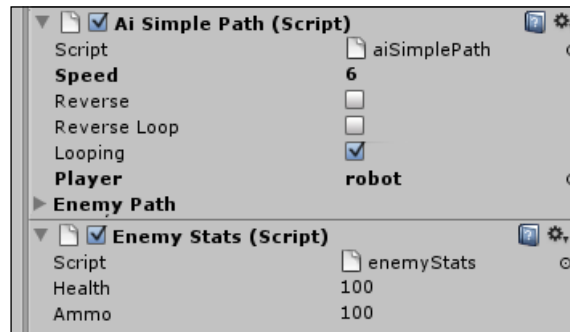 Ai Simple Path (Script)
Script aiSimplePath
Speed 6
Reverse
Reverse Loop
Looping
Player robot
Enemy Path
Enemy Stats (Script)
Script enemyStats
Health 100
Ammo 100